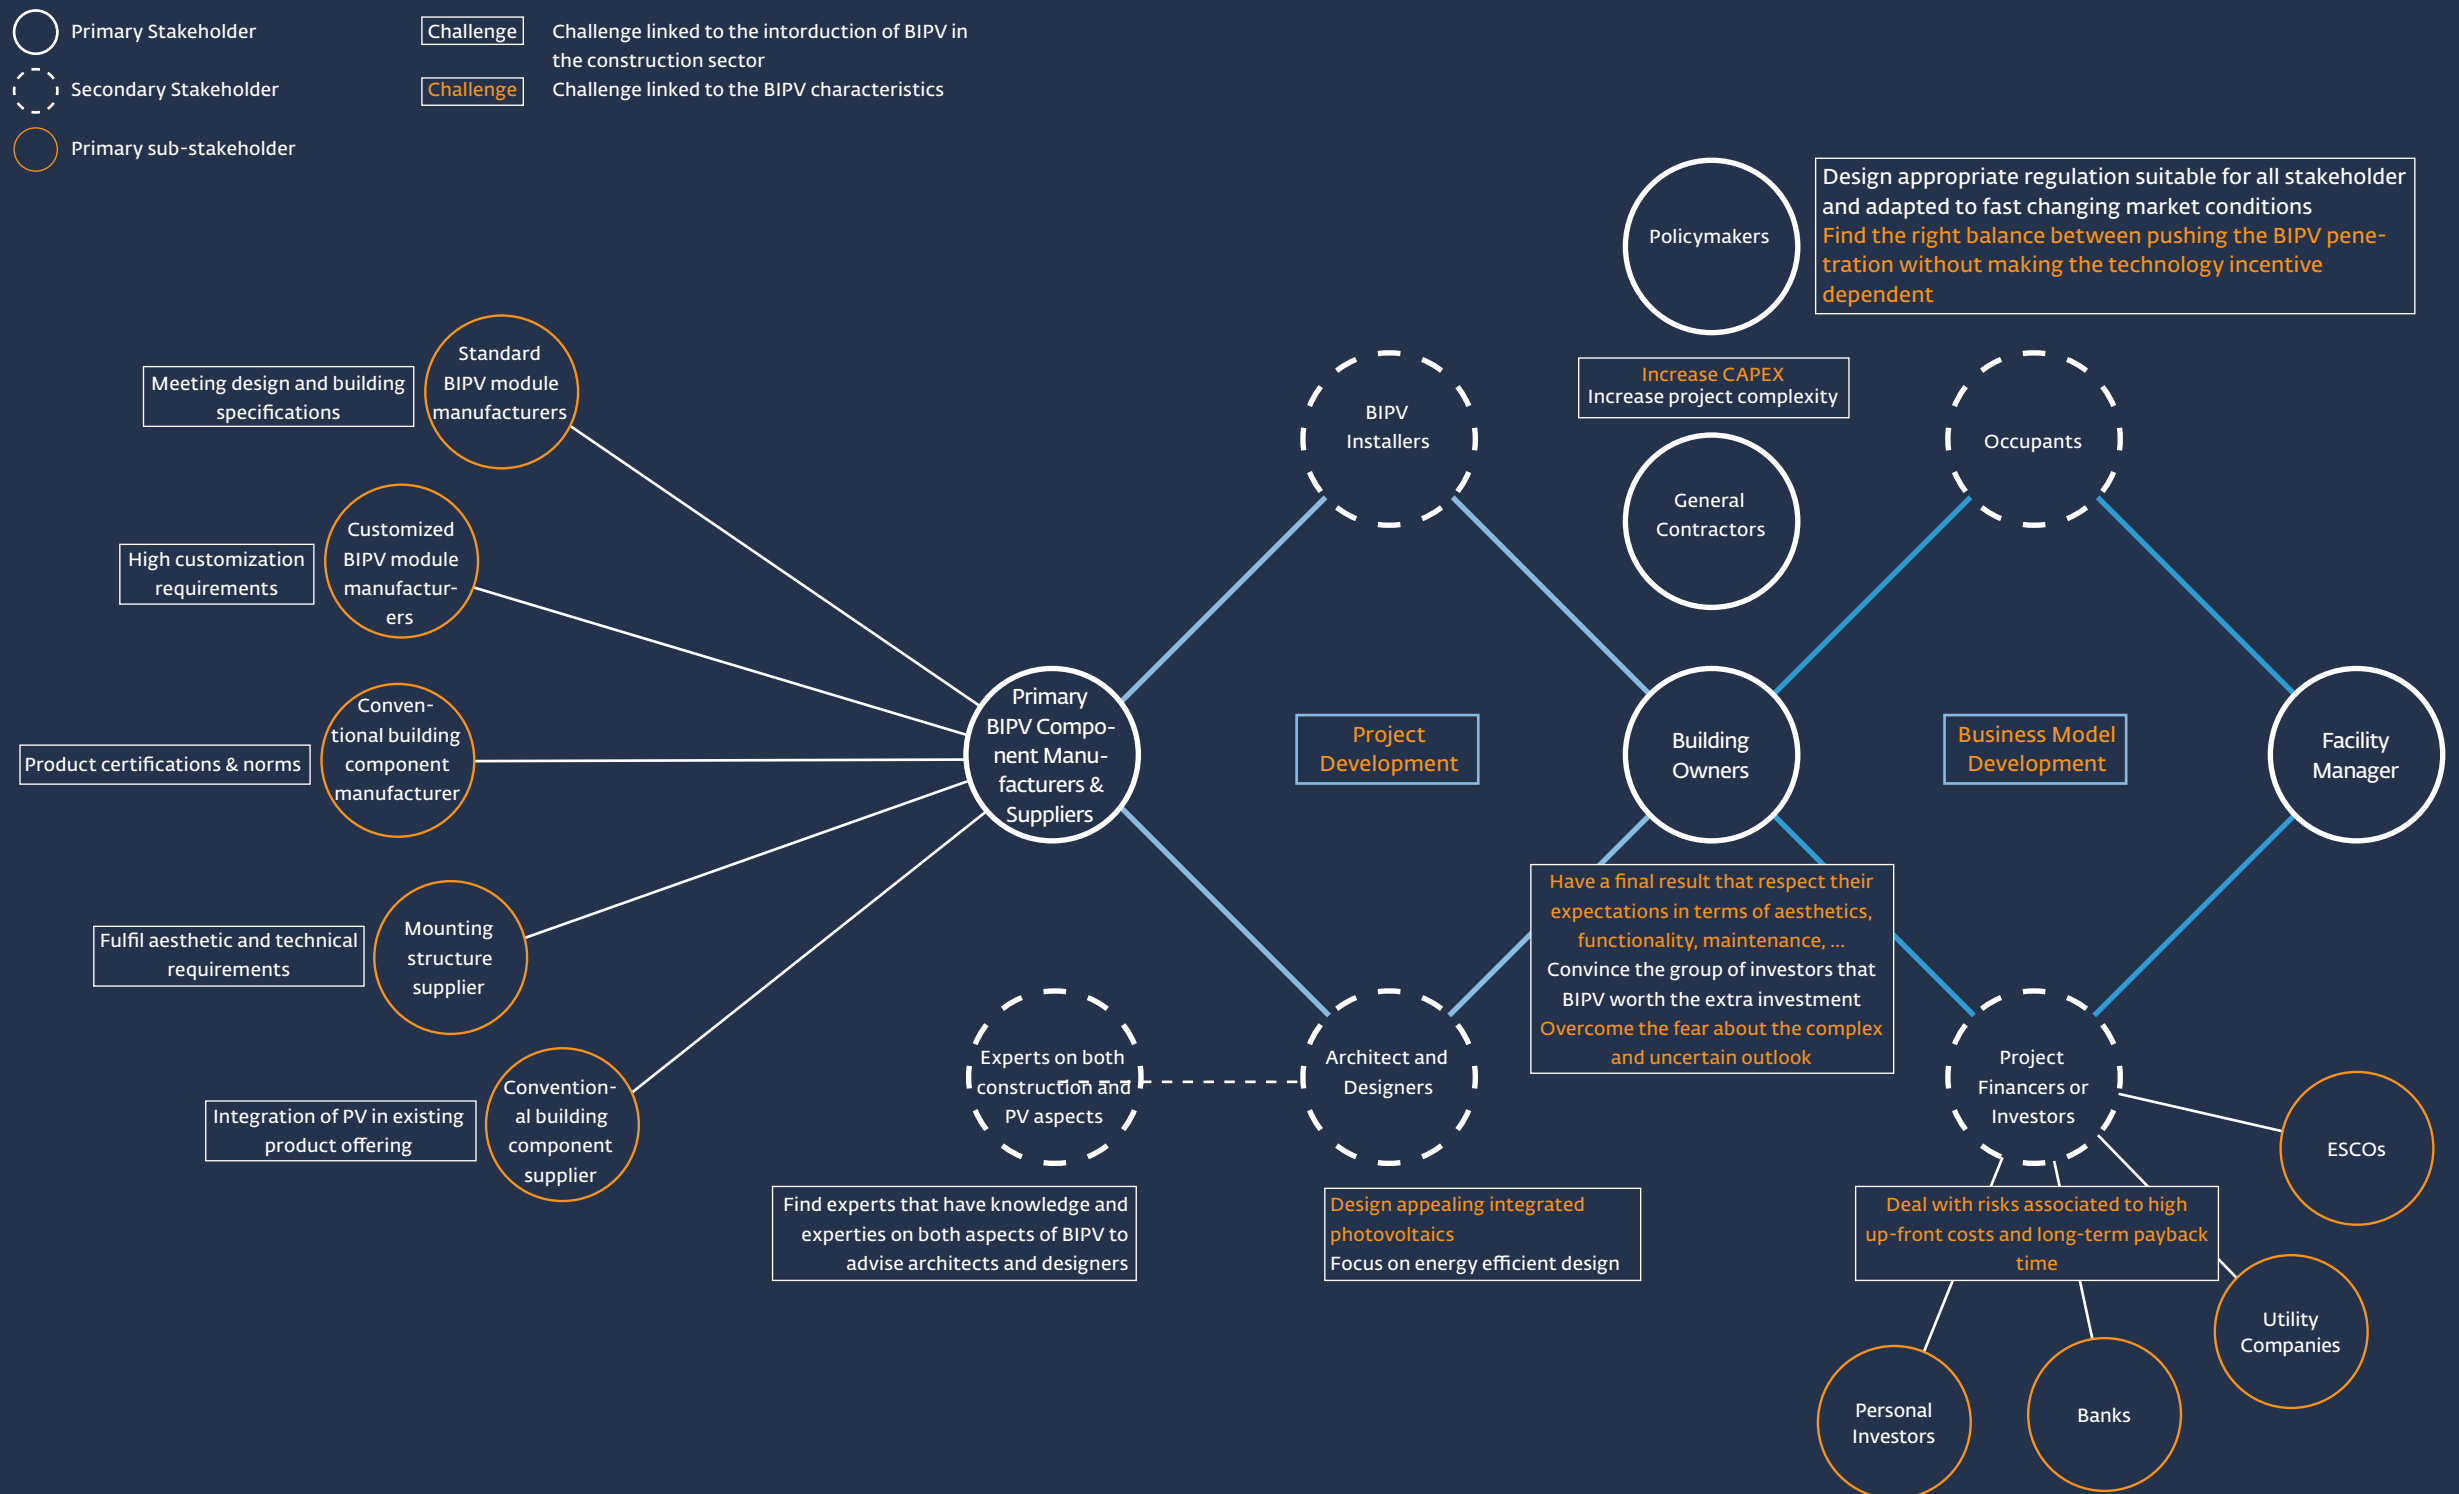 Primary Stakeholder
Secondary Stakeholder
Primary sub-stakeholder
Challenge
Challenge linked to the intorduction of BIPV in
the construction sector
Challenge
Challenge linked to the BIPV characteristics
Policymakers
Design appropriate regulation suitable for all stakeholder
and adapted to fast changing market conditions
Find the right balance between pushing the BIPV pene-
tration without making the technology incentive
dependent
Increase CAPEX
Increase project complexity
General
Contractors
BIPV
Installers
Occupants
Meeting design and building
specifications
Standard
BIPV module
manufacturers
High customization
requirements
Customized
BIPV module
manufactur-
ers
Product certifications & norms
Conven-
tional building
component
manufacturer
Fulfil aesthetic and technical
requirements
Mounting
structure
supplier
Integration of PV in existing
product offering
Convention-
al building
component
supplier
Primary
BIPV Compo-
nent Manu-
facturers &
Suppliers
Project
Development
Building
Owners
Business Model
Development
Facility
Manager
Have a final result that respect their
expectations in terms of aesthetics,
functionality, maintenance, ...
Convince the group of investors that
BIPV worth the extra investment
Overcome the fear about the complex
and uncertain outlook
Experts on both
construction and
PV aspects
Find experts that have knowledge and
experties on both aspects of BIPV to
advise architects and designers
Architect and
Designers
Design appealing integrated
photovoltaics
Focus on energy efficient design
Project
Financers or
Investors
Deal with risks associated to high
up-front costs and long-term payback
time
ESCOs
Utility
Companies
Banks
Personal
Investors